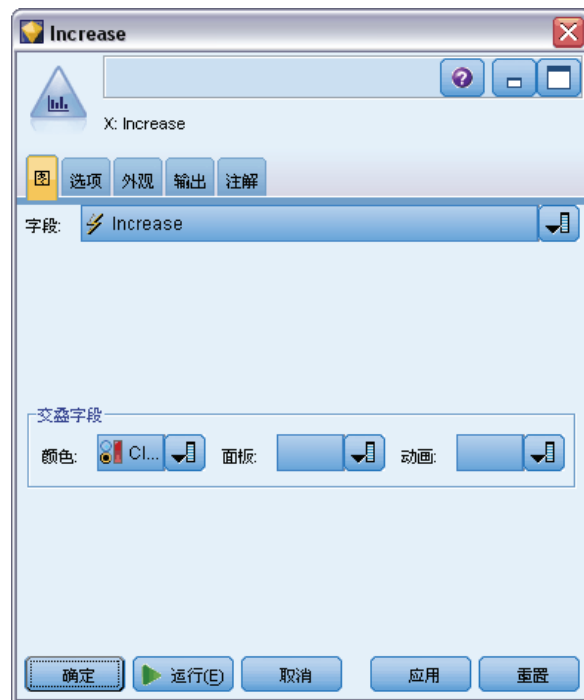 Increase
X: Increase
图 选项 外观 输出 注解
字段: Increase
交叠字段
颜色: Cl... 面板: 动画:
确定 运行(E) 取消 应用 重置